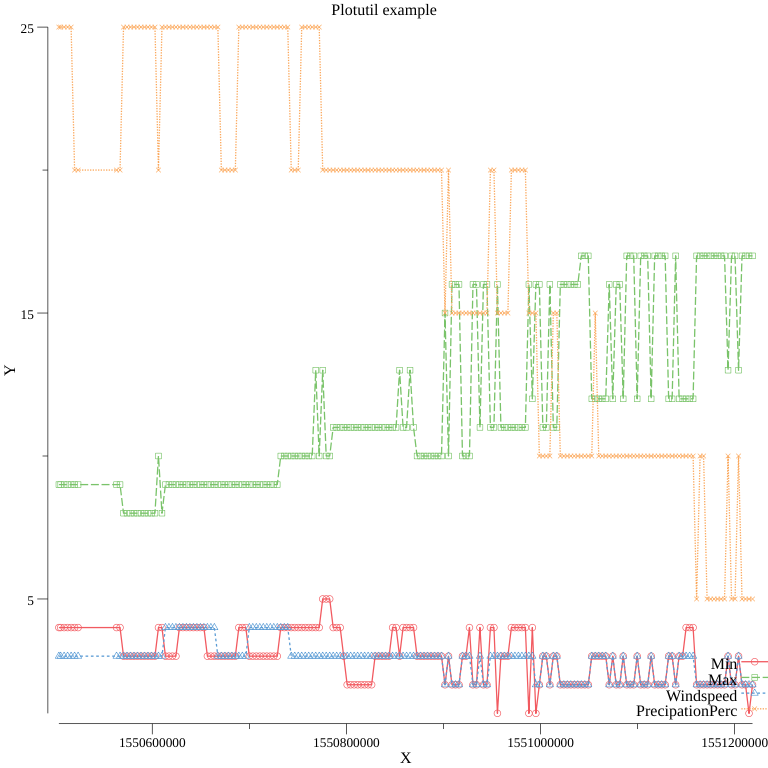 Plotutil example
25
15
5
Y
Min
Max
Windspeed
PrecipationPerc
1550600000
1550800000
1551000000
1551200000
X